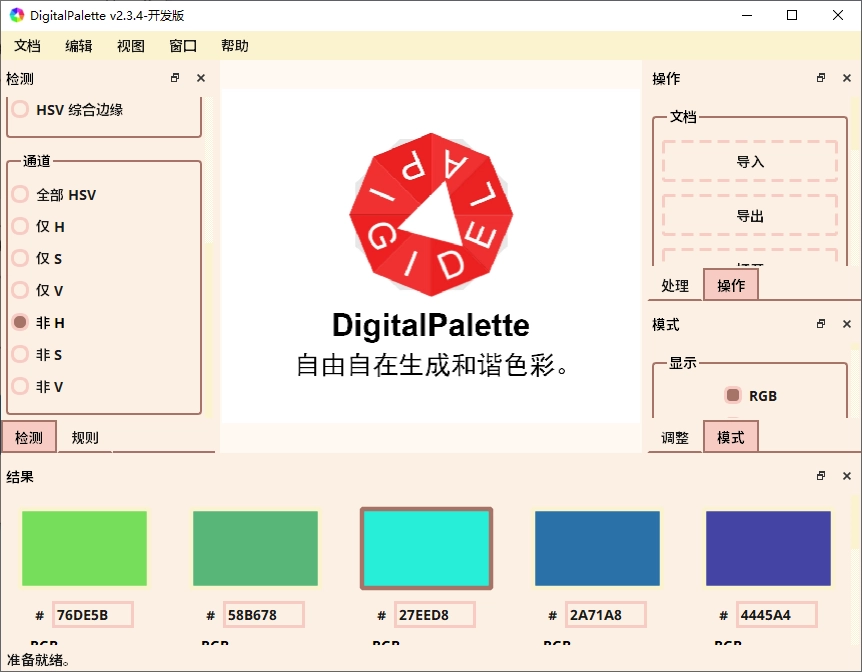 DigitalPalette v2.3.4-开发版
文档 编辑 视图 窗口 帮助
检测
HSV 综合边缘
通道
全部 HSV
仅 H
仅 S
仅 V
非 H
非 S
非 V
检测 规则
DIGITAL PALETTE
自由自在生成和谐色彩。
操作
文档
导入
导出
打开
处理 操作
模式
显示
RGB
调整 模式
结果
# 76DE5B # 58B678 # 27EED8 # 2A71A8 # 4445A4
RGB RGB RGB RGB RGB
准备就绪。